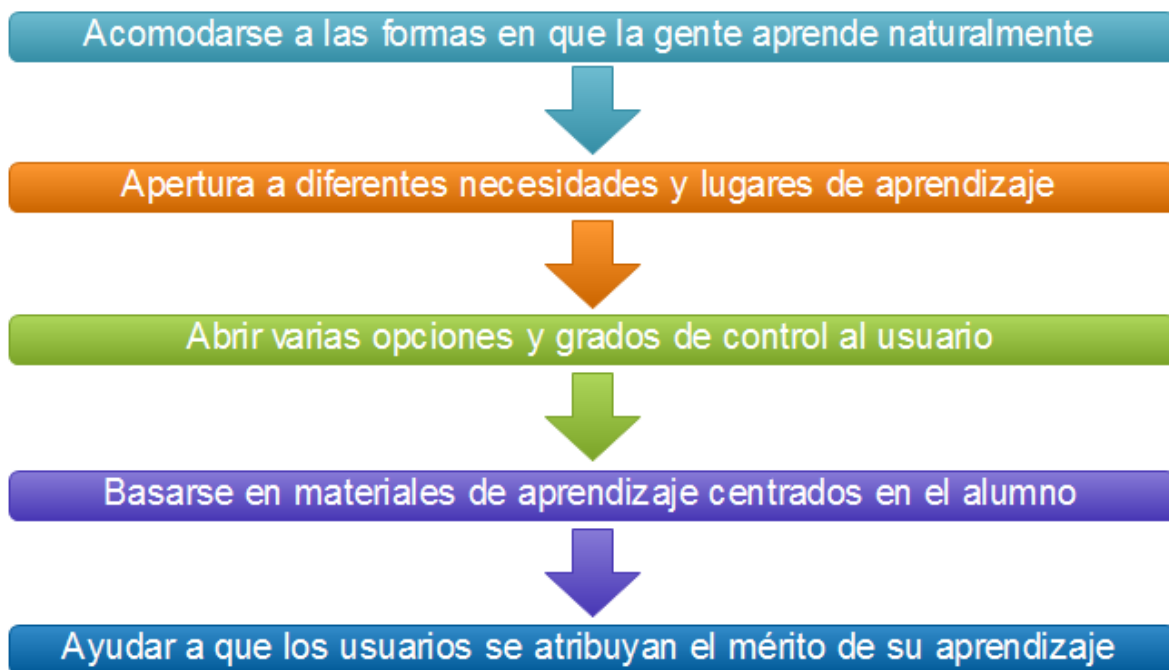 Acomodarse a las formas en que la gente aprende naturalmente
Apertura a diferentes necesidades y lugares de aprendizaje
Abrir varias opciones y grados de control al usuario
Basarse en materiales de aprendizaje centrados en el alumno
Ayudar a que los usuarios se atribuyan el mérito de su aprendizaje